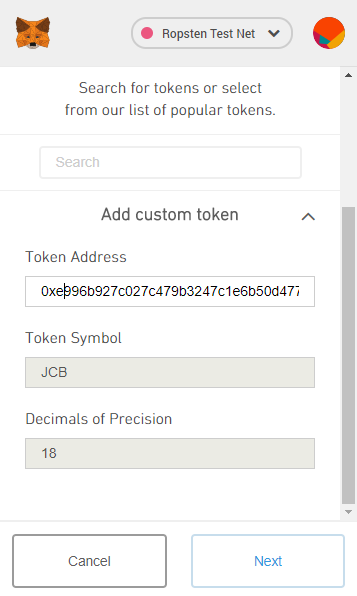 Ropsten Test Net
Search for tokens or select
from our list of popular tokens.
Search
Add custom token
Token Address
0xe996b927c027c479b3247c1e6b50d477
Token Symbol
JCB
Decimals of Precision
18
Cancel
Next